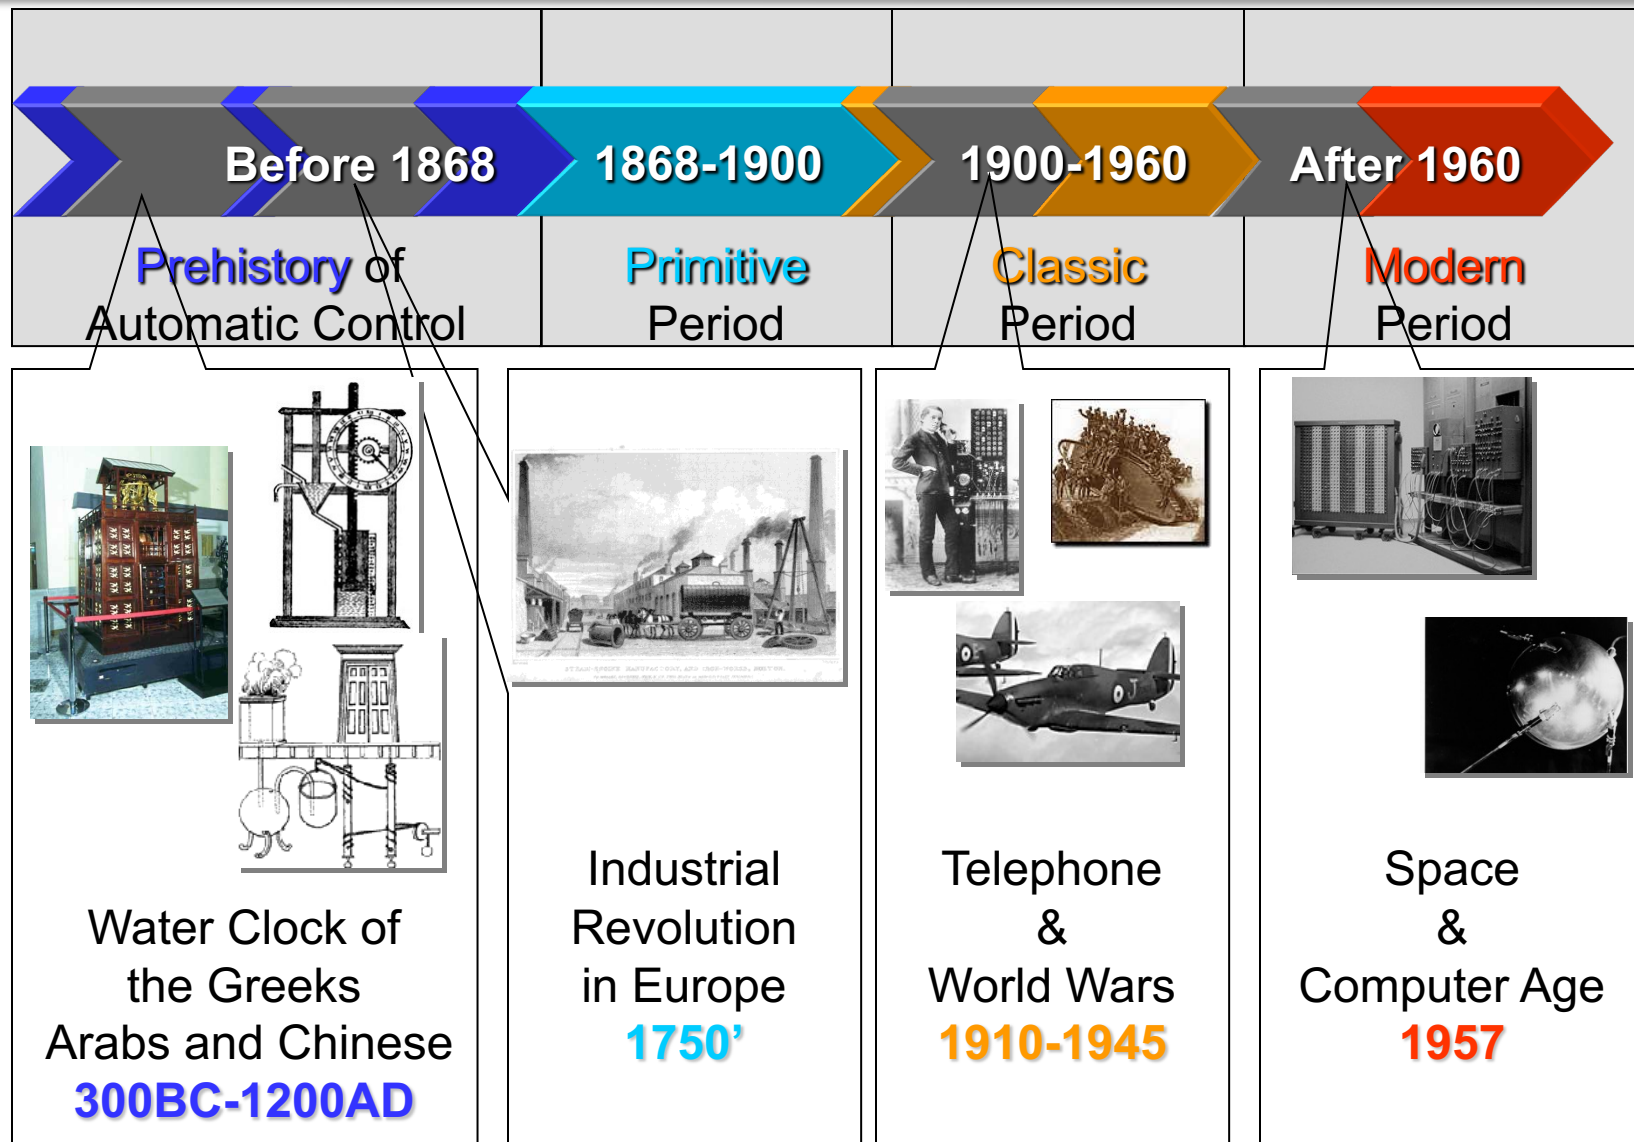 Before 1868
1868-1900
1900-1960
After 1960
Prehistory of
Automatic Control
Primitive
Period
Classic
Period
Modern
Period
Water Clock of
the Greeks
Arabs and Chinese
300BC-1200AD
Industrial
Revolution
in Europe
1750’
Telephone
&
World Wars
1910-1945
Space
&
Computer Age
1957
J